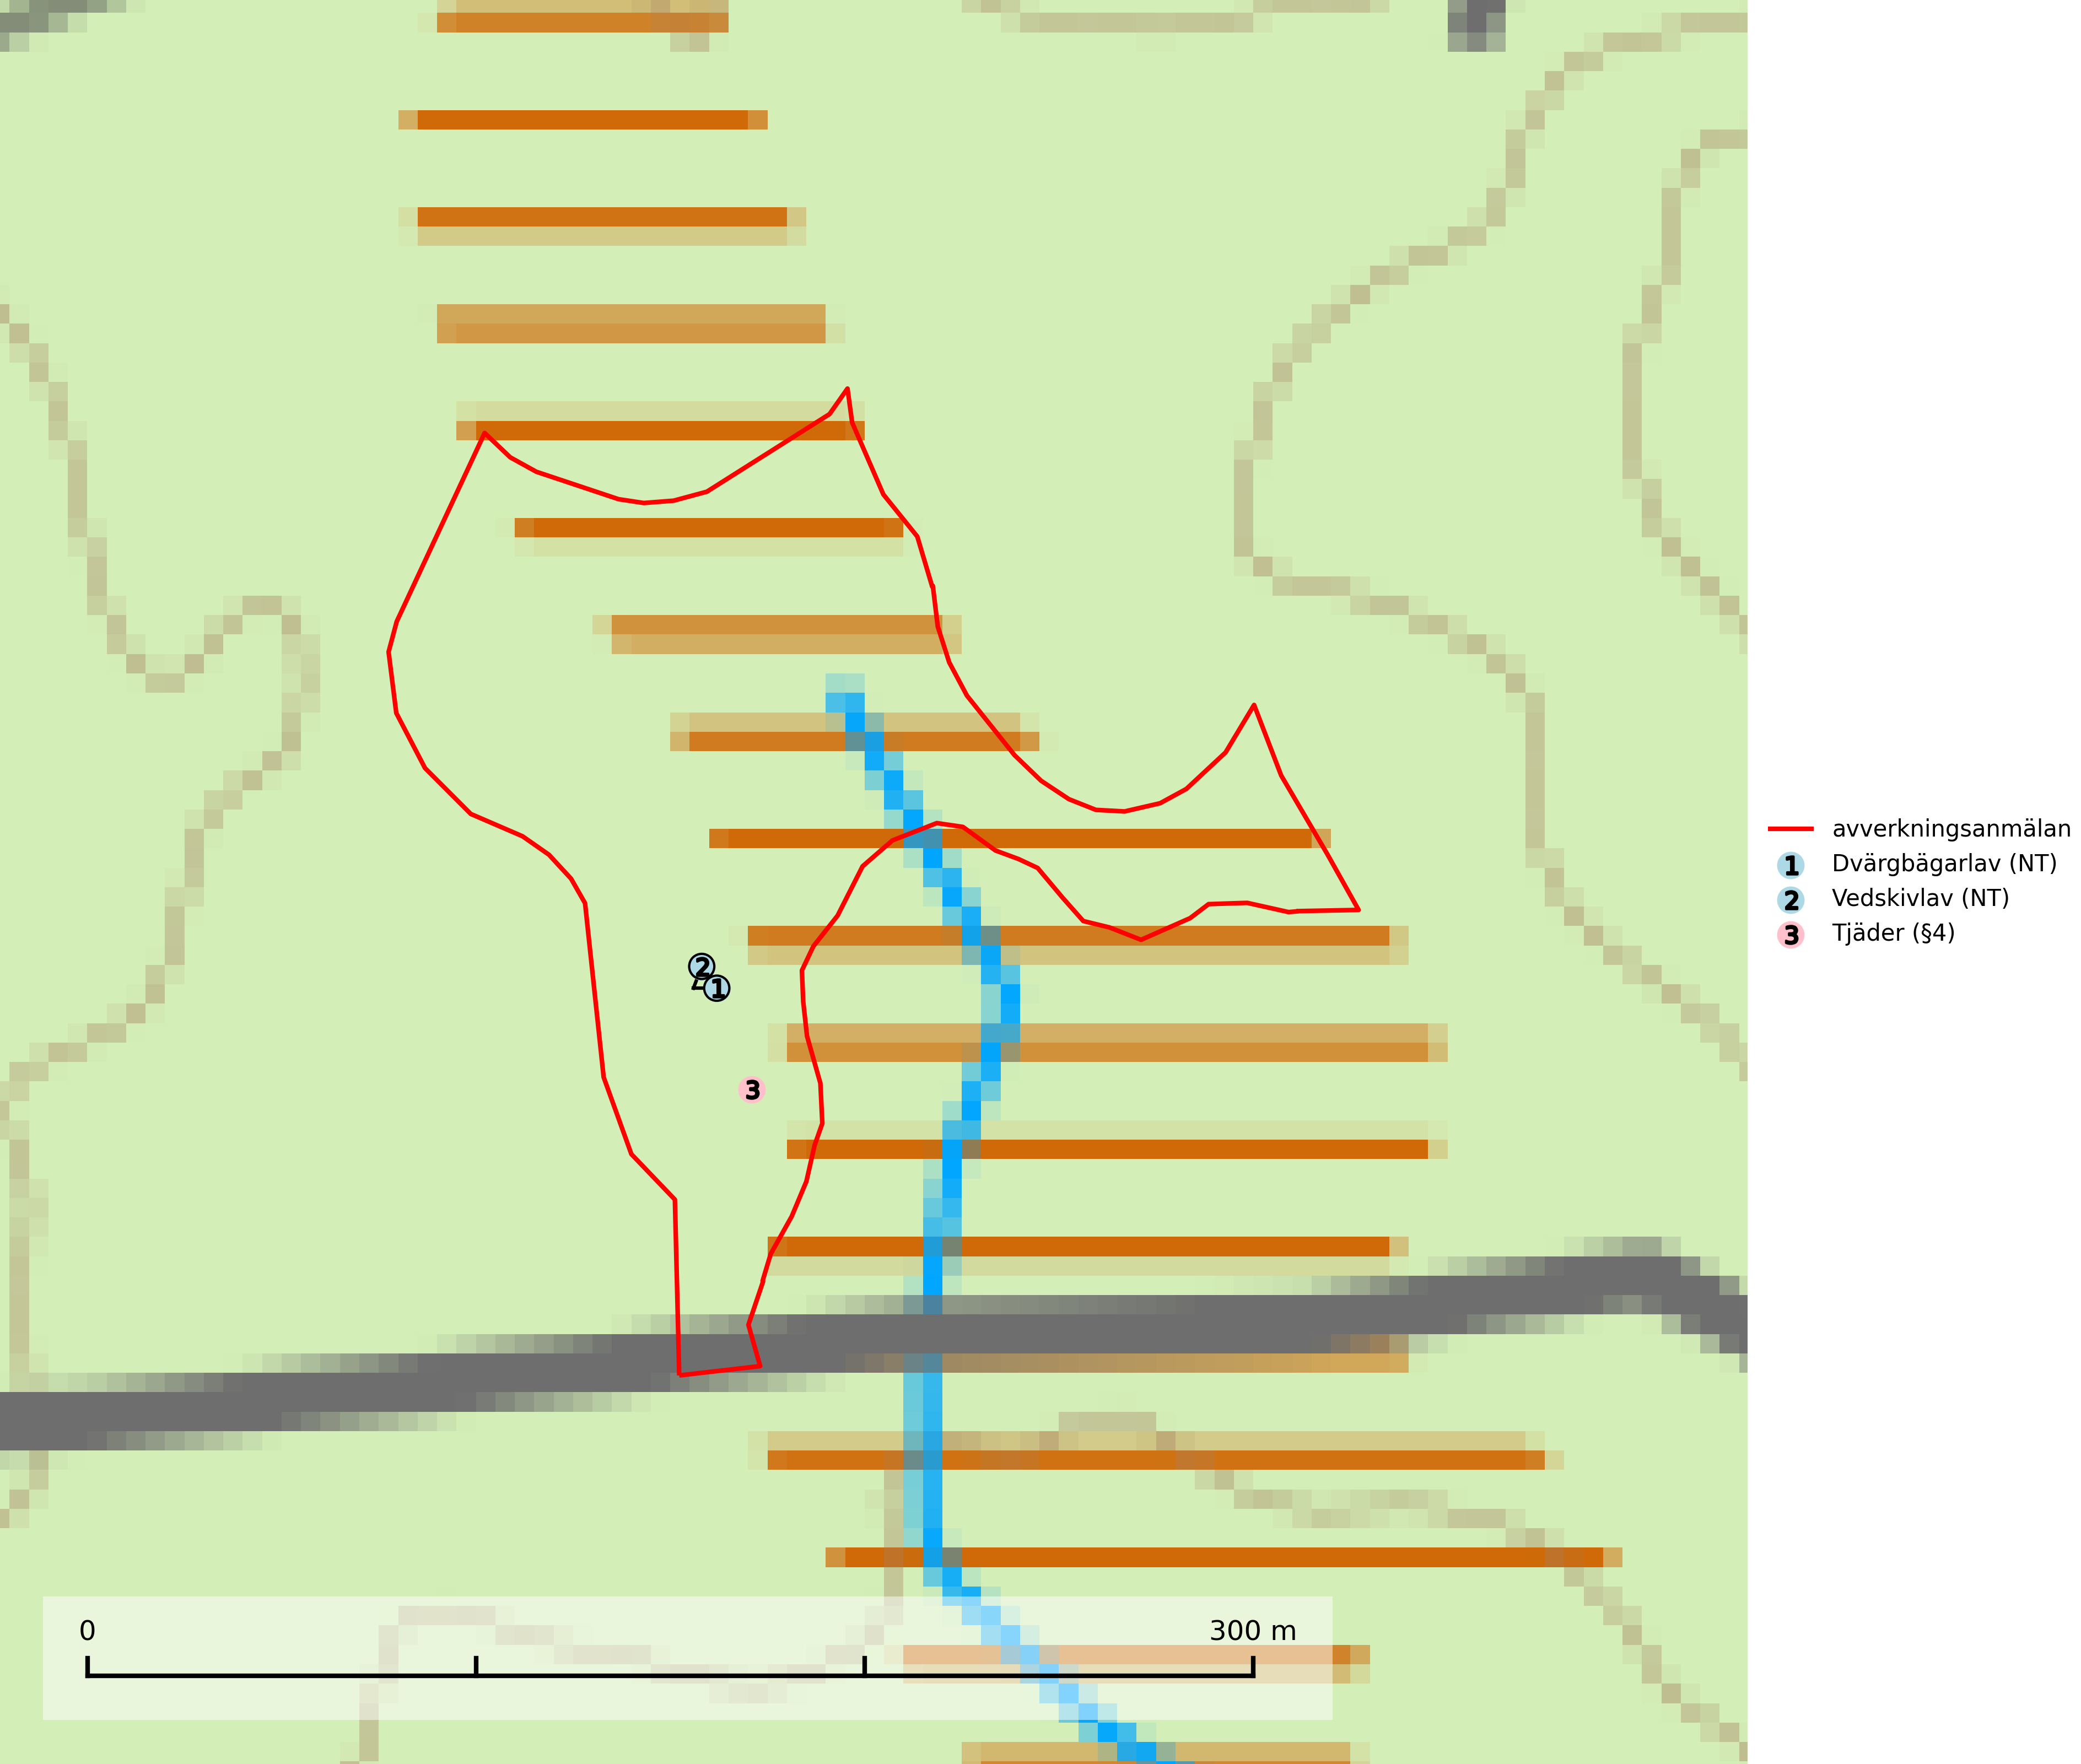 2
1
3
0
300 m
avverkningsanmälan
1 Dvärgbägarlav (NT)
2 Vedskivlav (NT)
3 Tjäder (§4)